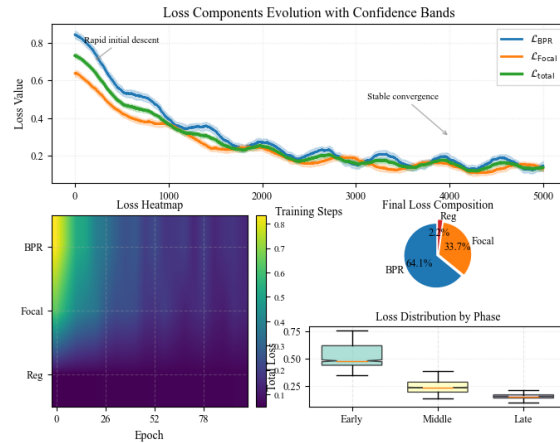 Loss Components Evolution with Confidence Bands
Loss Value
0.8
0.6
0.4
0.2
Rapid initial descent
Stable convergence
ℒBPR
ℒFocal
ℒtotal
0
1000
2000
3000
4000
5000
Training Steps
Loss Heatmap
BPR
Focal
Reg
0
26
52
78
Epoch
0.8
0.7
0.6
0.5
0.4
0.3
0.2
0.1
Total Loss
Final Loss Composition
Reg
2.2%
33.7%
Focal
64.1%
BPR
Loss Distribution by Phase
0.75
0.50
0.25
Early
Middle
Late